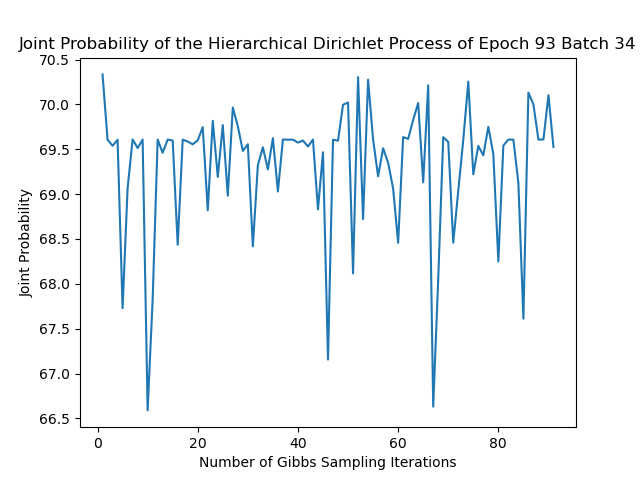 Joint Probability of the Hierarchical Dirichlet Process of Epoch 93 Batch 34
70.5
70.0
69.5
69.0
68.5
68.0
67.5
67.0
66.5
Joint Probability
0 20 40 60 80
Number of Gibbs Sampling Iterations